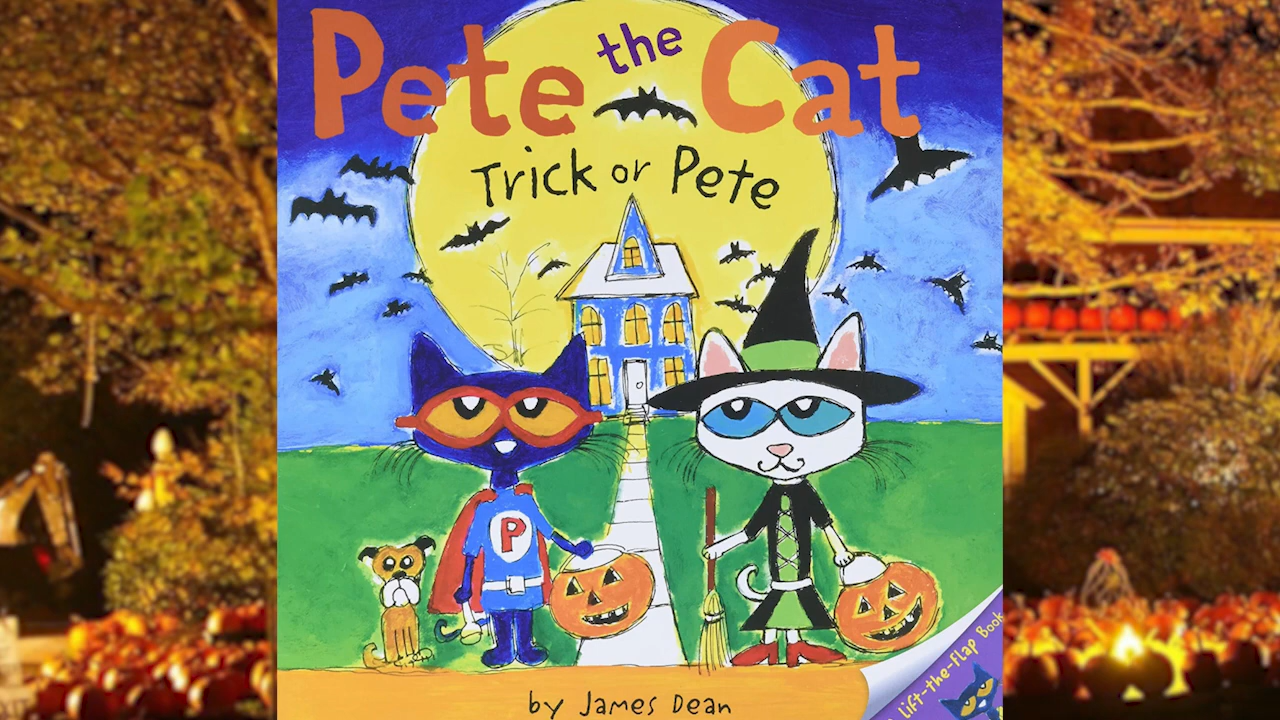 Pete the Cat
Trick or Pete
P
by James Dean
lift-the-flap Book